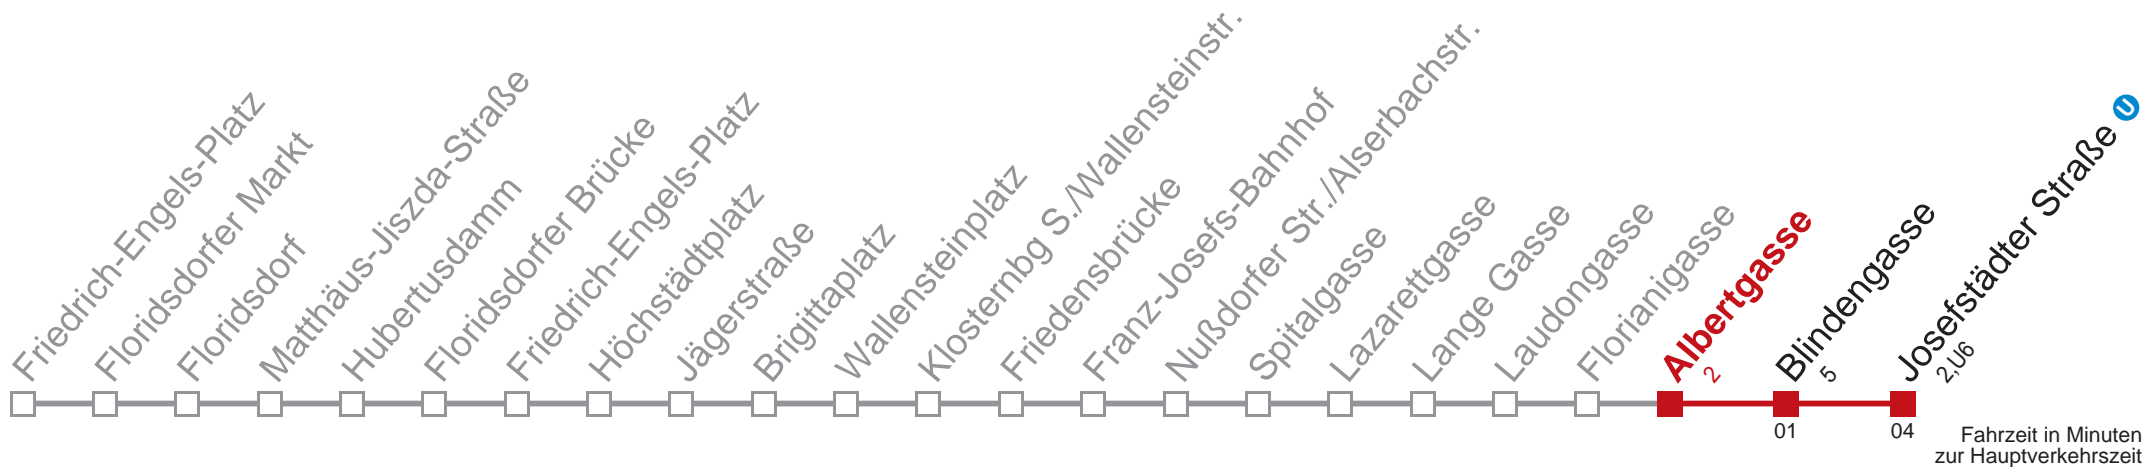 Friedrich-Engels-Platz
Floridsdorfer Markt
Floridsdorf
Matthäus-Jiszda-Straße
Hubertusdamm
Floridsdorfer Brücke
Friedrich-Engels-Platz
Höchstädtplatz
Jägerstraße
Brigittaplatz
Wallensteinplatz
Klosternbg S./Wallensteinstr.
Friedensbrücke
Franz-Josefs-Bahnhof
Nußdorfer Str./Alserbachstr.
Spitalgasse
Lazarettgasse
Lange Gasse
Laudongasse
Florianigasse
Albertgasse
2
Blindengasse
5
Josefstädter Straße U
2,U6
01
04
Fahrzeit in Minuten
zur Hauptverkehrszeit